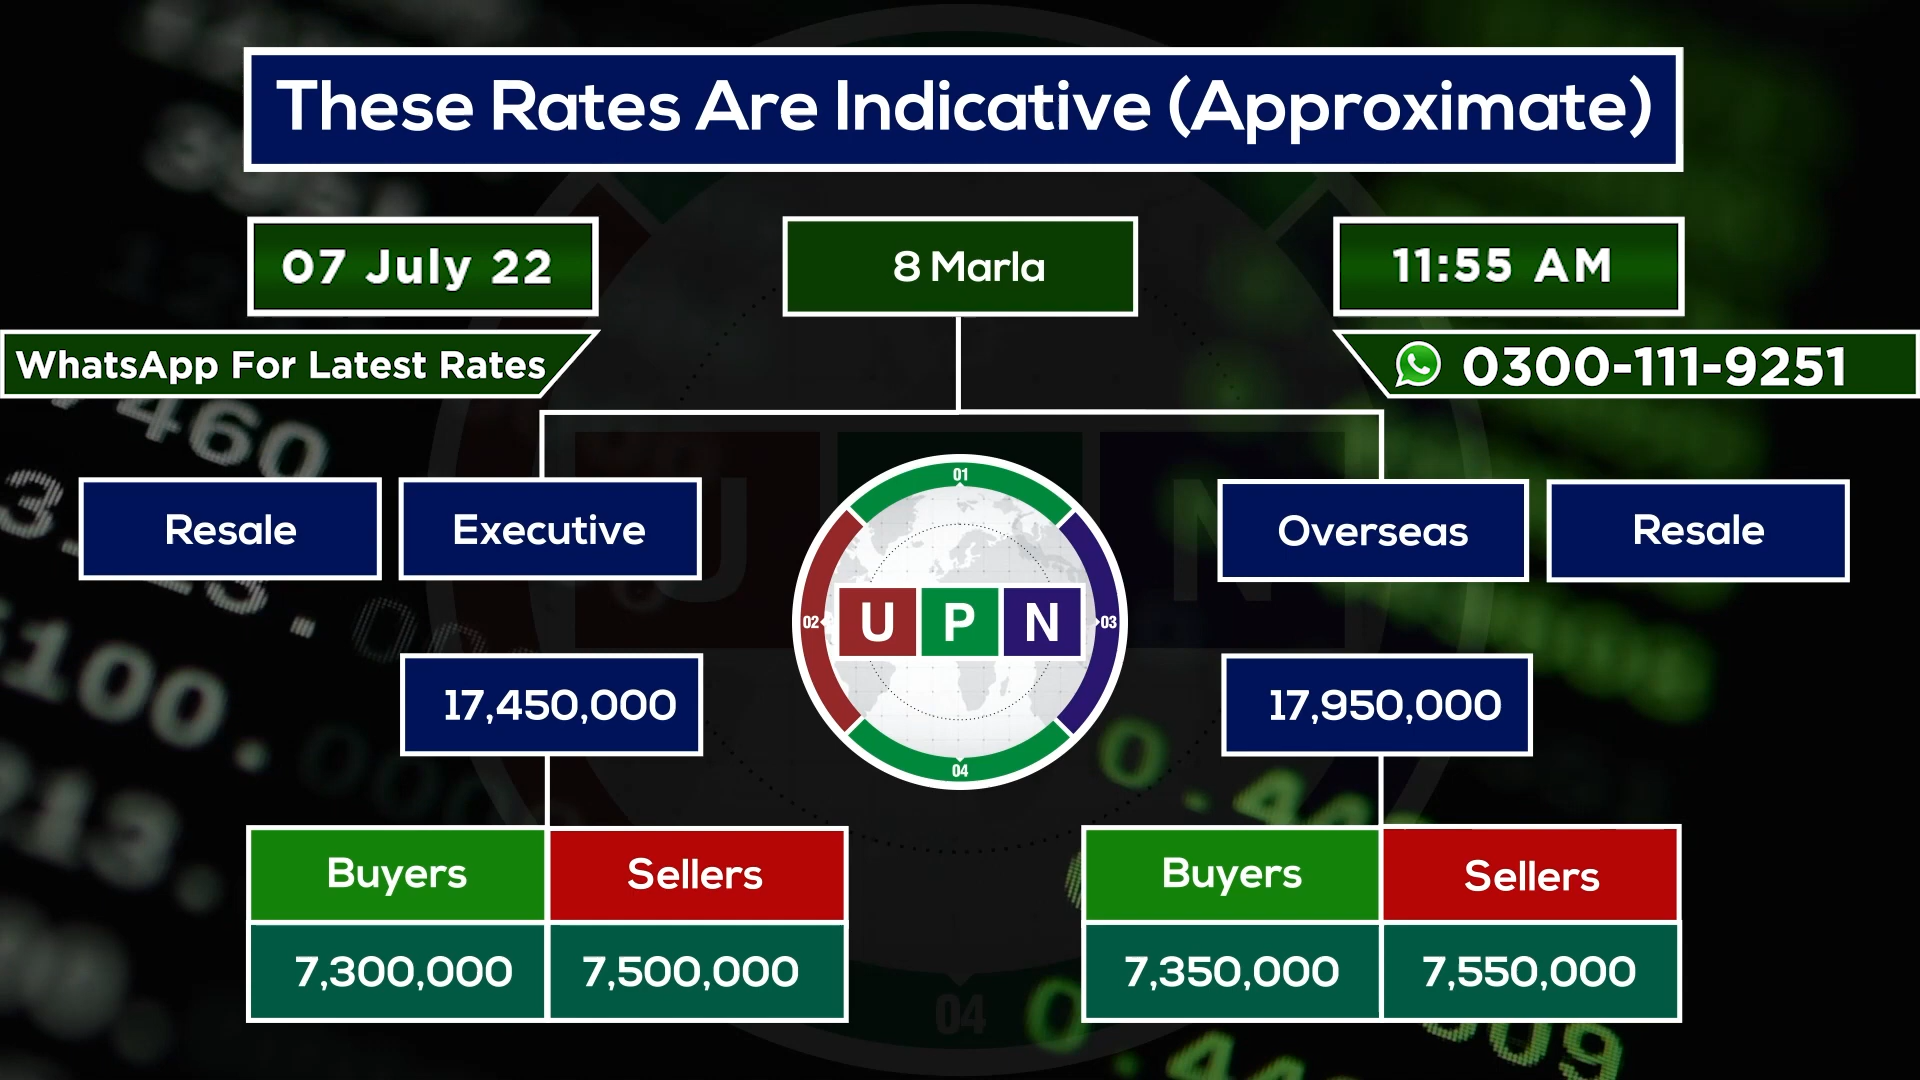 These Rates Are Indicative (Approximate)
07 July 22
8 Marla
11:55 AM
WhatsApp For Latest Rates
0300-111-9251
Resale
Executive
Overseas
Resale
01
02
U P N
03
04
17,450,000
17,950,000
Buyers
Sellers
Buyers
Sellers
7,300,000
7,500,000
7,350,000
7,550,000
04